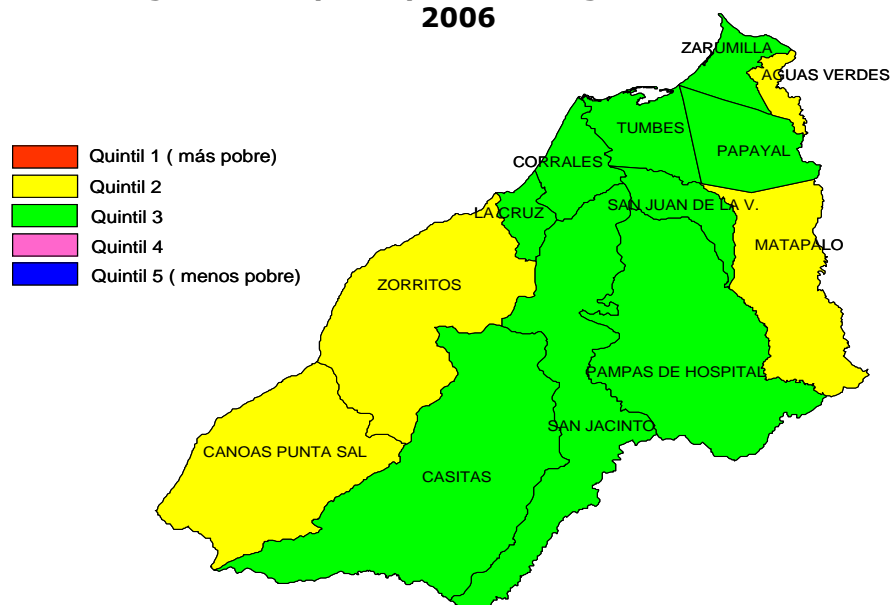 2006
ZARUMILLA
AGUAS VERDES
TUMBES
PAPAYAL
CORRALES
LA CRUZ
SAN JUAN DE LA V.
MATAPALO
ZORRITOS
PAMPAS DE HOSPITAL
SAN JACINTO
CANOAS PUNTA SAL
CASITAS
Quintil 1 ( más pobre)
Quintil 2
Quintil 3
Quintil 4
Quintil 5 ( menos pobre)